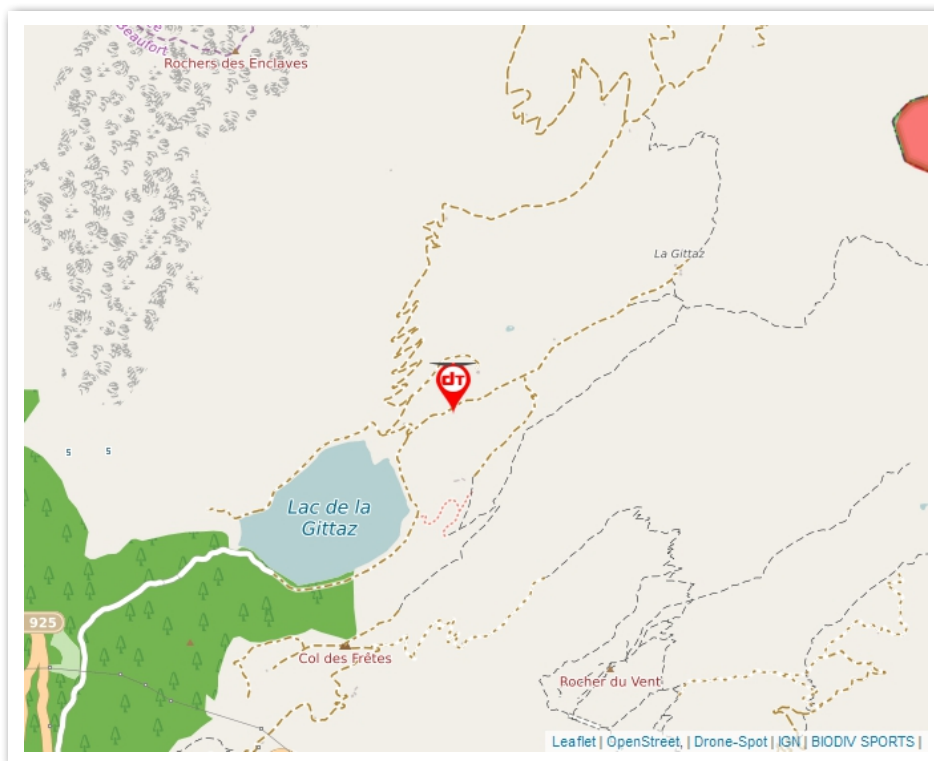 Beaufort
Rochers des Enclaves
La Gittaz
dT
5 5
Lac de la
Gittaz
925
Col des Frêtes
Rocher du Vent
Leaflet | OpenStreet, | Drone-Spot | IGN | BIODIV SPORTS |